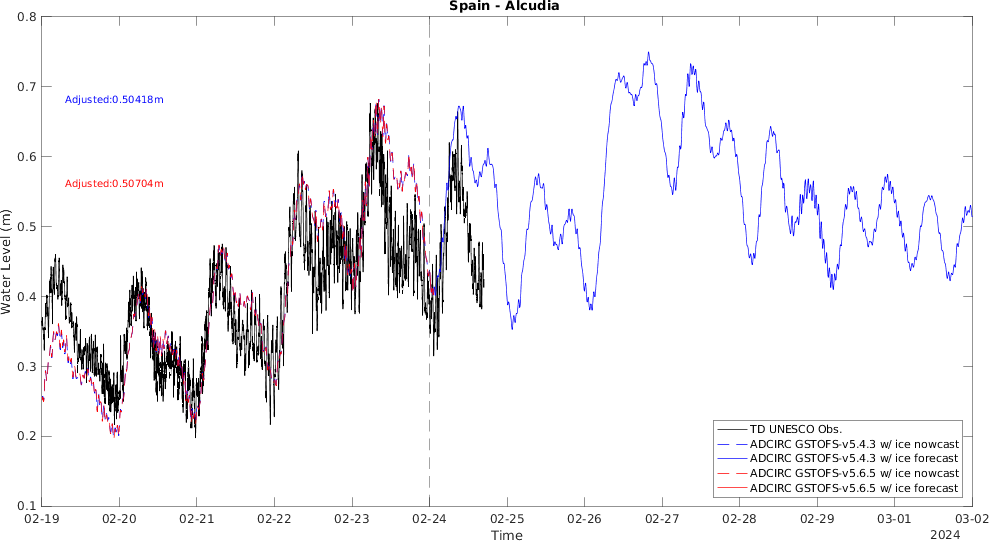 Spain - Alcudia
0.8
0.7
0.6
0.5
0.4
0.3
0.2
0.1
Water Level (m)
Adjusted:0.50418m
Adjusted:0.50704m
TD UNESCO Obs.
ADCIRC GSTOFS-v5.4.3 w/ ice nowcast
ADCIRC GSTOFS-v5.4.3 w/ ice forecast
ADCIRC GSTOFS-v5.6.5 w/ ice nowcast
ADCIRC GSTOFS-v5.6.5 w/ ice forecast
02-19 02-20 02-21 02-22 02-23 02-24 02-25 02-26 02-27 02-28 02-29 03-01 03-02
Time
2024